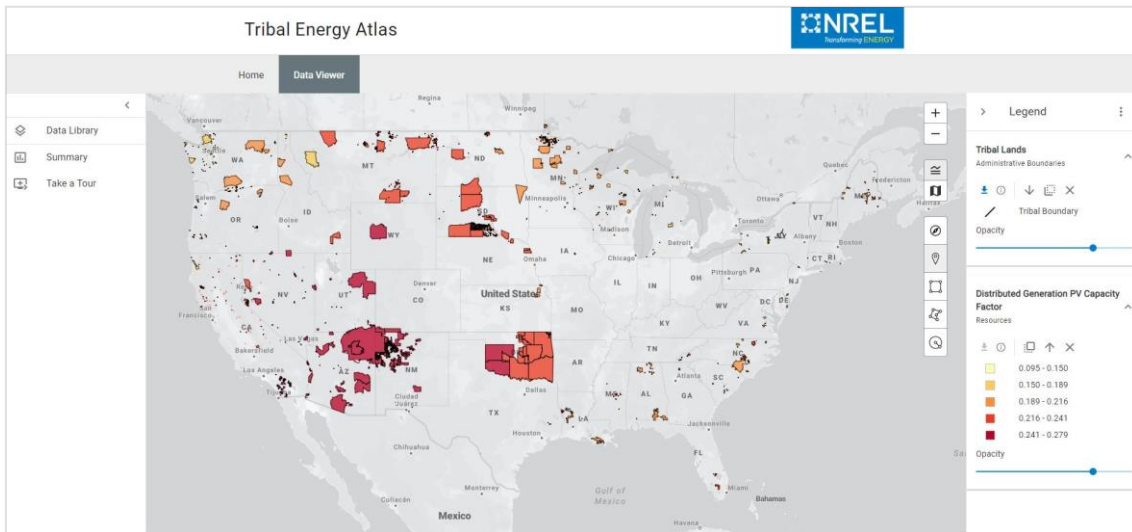 Tribal Energy Atlas
NREL
Transforming ENERGY
Home
Data Viewer
Data Library
Summary
Take a Tour
Regina
Winnipeg
Vancouver
Seattle
WA
MT
ND
MN
Quebec
Fredericton
Halifax
Salem
OR
Boise
ID
SD
Minneapolis
WI
MI
Ottawa
Toronto
VT
NH
WY
Madison
Detroit
Albany
Boston
CT
RI
NE
IA
Omaha
Chicago
NV
UT
Denver
CO
United States
KS
MO
IL
IN
OH
Pittsburgh
PA
NJ
San
Francisco
CA
Las Vegas
WV
DC
DE
KY
VA
Bakersfield
Los Angeles
AZ
NM
AR
TN
NC
SC
Atlanta
Ciudad
Juárez
Dallas
TX
LA
AL
GA
Jacksonville
Houston
Chihuahua
FL
Miami
Monterrey
Culiacán
Gulf of
Mexico
Bahamas
Mexico
Havana
Legend
Tribal Lands
Administrative Boundaries
Tribal Boundary
Opacity
Distributed Generation PV Capacity
Factor
Resources
0.095 - 0.150
0.150 - 0.189
0.189 - 0.216
0.216 - 0.241
0.241 - 0.279
Opacity